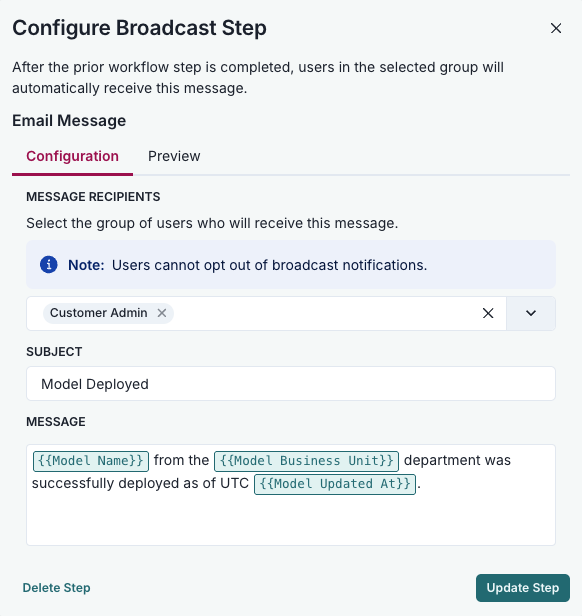 Configure Broadcast Step
After the prior workflow step is completed, users in the selected group will
automatically receive this message.
Email Message
Configuration Preview
MESSAGE RECIPIENTS
Select the group of users who will receive this message.
Note: Users cannot opt out of broadcast notifications.
Customer Admin
SUBJECT
Model Deployed
MESSAGE
{{Model Name}} from the {{Model Business Unit}} department was
successfully deployed as of UTC {{Model Updated At}}.
Delete Step Update Step